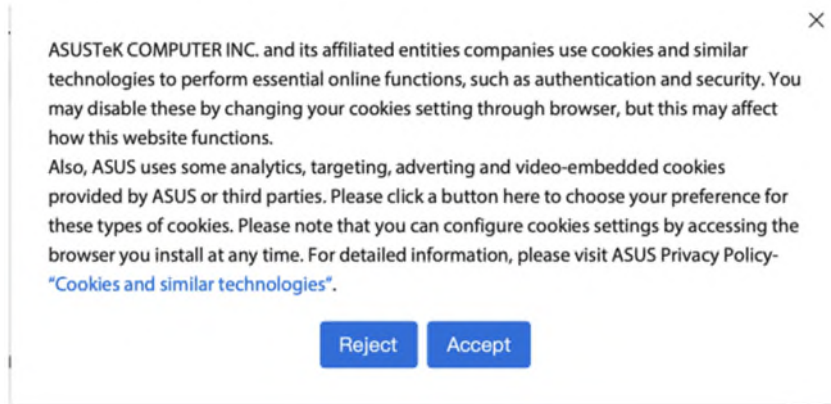 ASUSTeK COMPUTER INC. and its affiliated entities companies use cookies and similar
technologies to perform essential online functions, such as authentication and security. You
may disable these by changing your cookies setting through browser, but this may affect
how this website functions.
Also, ASUS uses some analytics, targeting, adverting and video-embedded cookies
provided by ASUS or third parties. Please click a button here to choose your preference for
these types of cookies. Please note that you can configure cookies settings by accessing the
browser you install at any time. For detailed information, please visit ASUS Privacy Policy-
“Cookies and similar technologies“.
Reject Accept